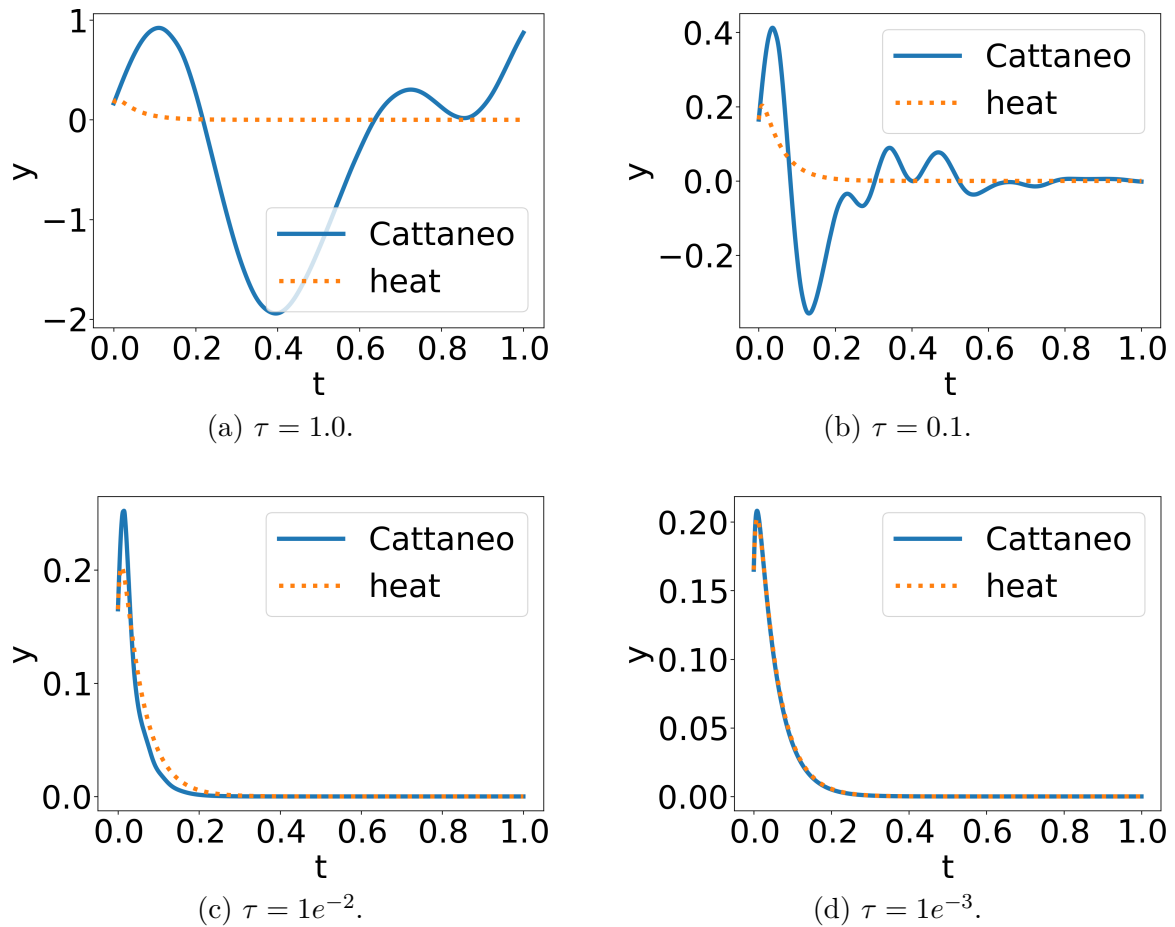 1
0
−1
−2
y
0.0 0.2 0.4 0.6 0.8 1.0
t
Cattaneo
heat
(a) τ = 1.0.
0.4
0.2
0.0
−0.2
y
0.0 0.2 0.4 0.6 0.8 1.0
t
Cattaneo
heat
(b) τ = 0.1.
0.2
0.1
0.0
y
0.0 0.2 0.4 0.6 0.8 1.0
t
Cattaneo
heat
(c) τ = 1e⁻².
0.20
0.15
0.10
0.05
0.00
y
0.0 0.2 0.4 0.6 0.8 1.0
t
Cattaneo
heat
(d) τ = 1e⁻³.